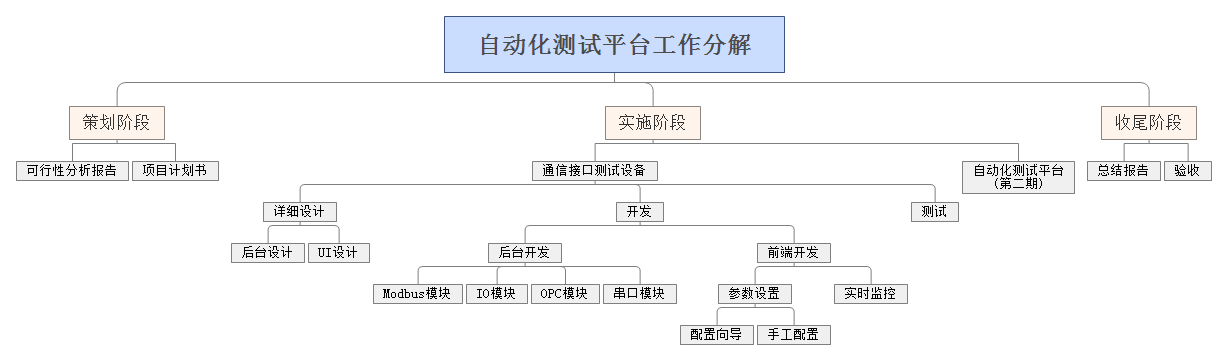 自动化测试平台工作分解
策划阶段
实施阶段
收尾阶段
可行性分析报告
项目计划书
通信接口测试设备
自动化测试平台
(第二期)
总结报告
验收
详细设计
开发
测试
后台设计
UI设计
后台开发
前端开发
Modbus模块
IO模块
OPC模块
串口模块
参数设置
实时监控
配置向导
手工配置